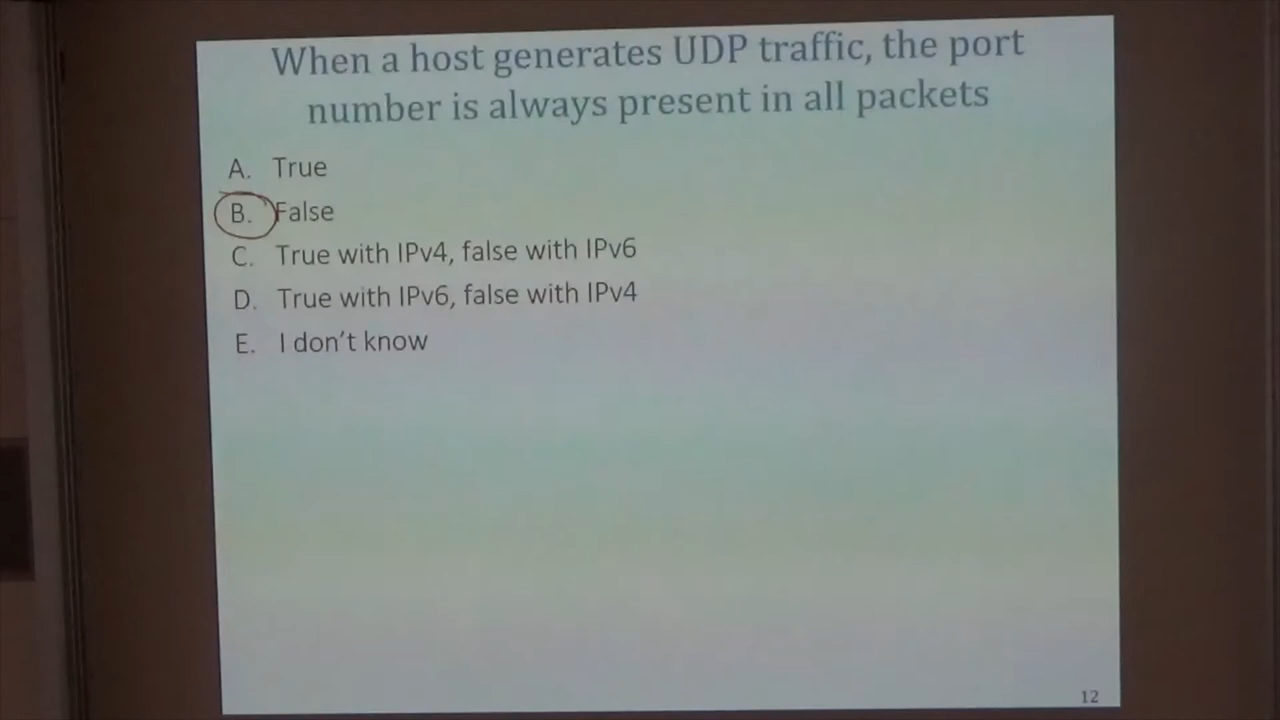 When a host generates UDP traffic, the port
number is always present in all packets
A. True
B. False
C. True with IPv4, false with IPv6
D. True with IPv6, false with IPv4
E. I don’t know
12